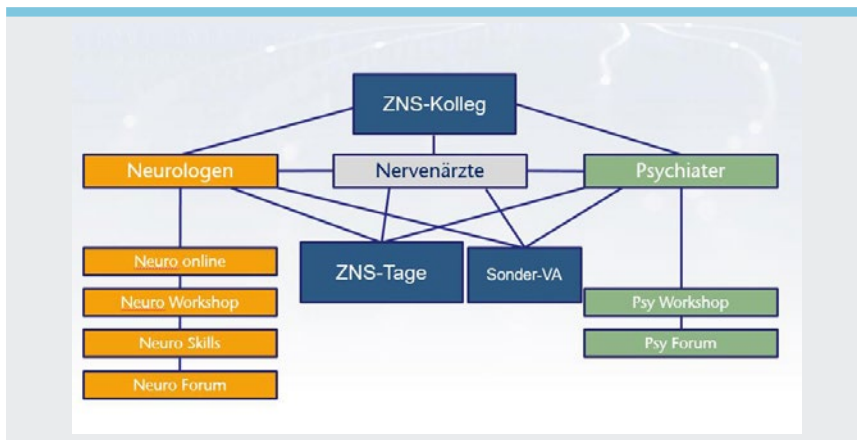 ZNS-Kolleg
Neurologen
Nervenärzte
Psychiater
Neuro online
ZNS-Tage
Sonder-VA
Neuro Workshop
Psy Workshop
Neuro Skills
Psy Forum
Neuro Forum